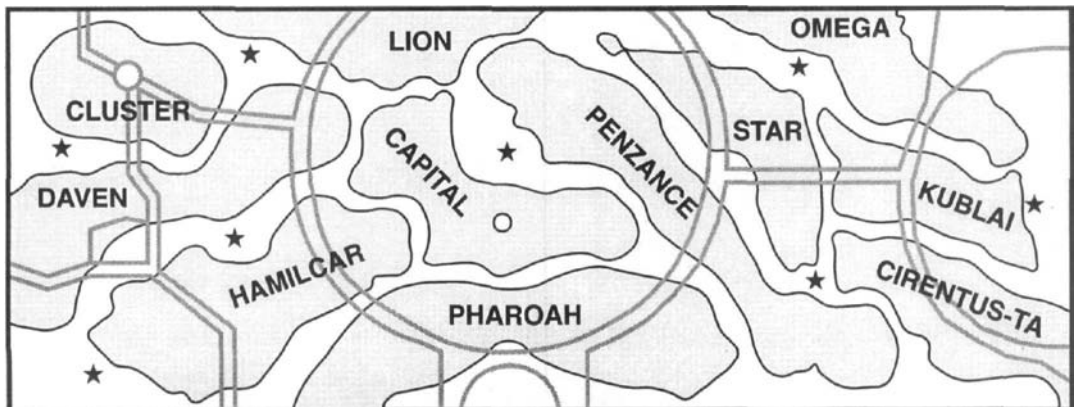 OMEGA
LION
CLUSTER
STAR
CAPITAL
PENZANCE
DAVEN
KUBLAI
HAMILCAR
CIRENTUS-TA
PHAROAH